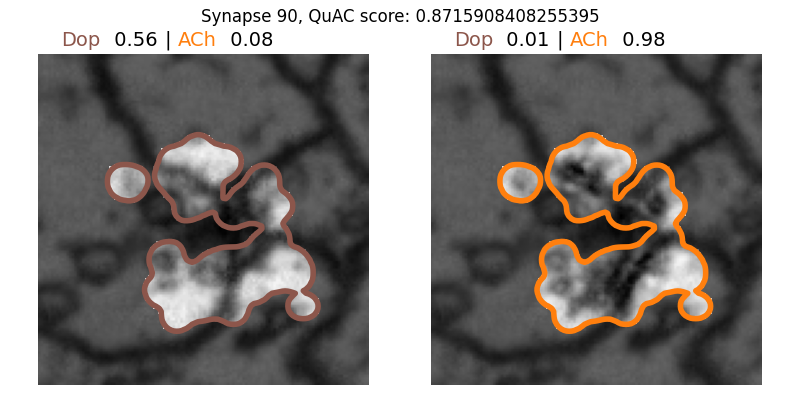 Synapse 90, QuAC score: 0.8715908408255395
Dop 0.56 | ACh 0.08
Dop 0.01 | ACh 0.98